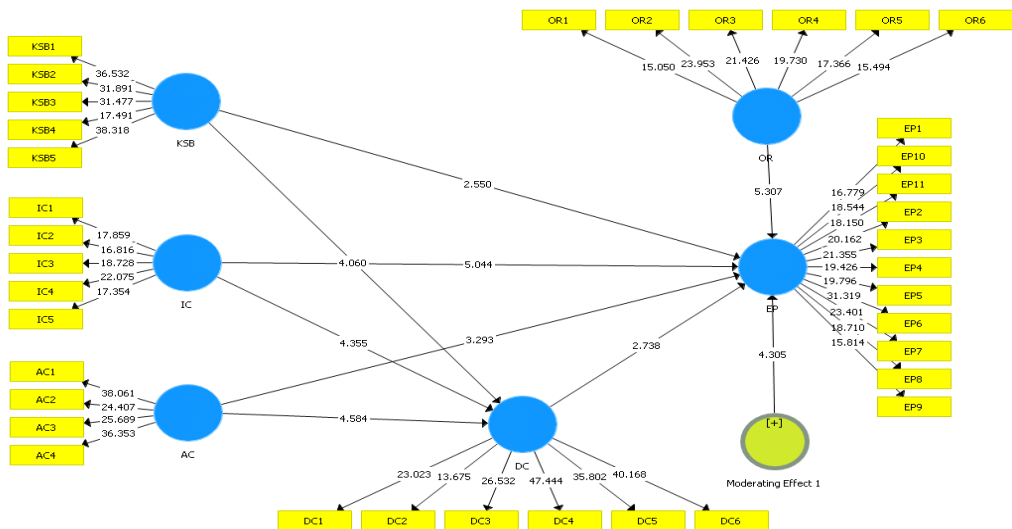 OR1
OR2
OR3
OR4
OR5
OR6
15.050
23.953
21.426
19.730
17.366
15.494
OR
KSB1
KSB2
KSB3
KSB4
KSB5
36.532
31.891
31.477
17.491
38.318
KSB
2.550
5.307
4.060
IC1
IC2
IC3
IC4
IC5
17.859
16.816
18.728
22.075
17.354
IC
5.044
4.355
EP1
EP10
EP11
EP2
EP3
EP4
EP5
EP6
EP7
EP8
EP9
16.779
18.544
18.150
20.162
21.355
19.426
19.796
31.319
23.401
18.710
15.814
EP
AC1
AC2
AC3
AC4
38.061
24.407
25.689
36.353
AC
3.293
4.584
2.738
4.305
[+]
Moderating Effect 1
DC
23.023
13.675
26.532
47.444
35.802
40.168
DC1
DC2
DC3
DC4
DC5
DC6